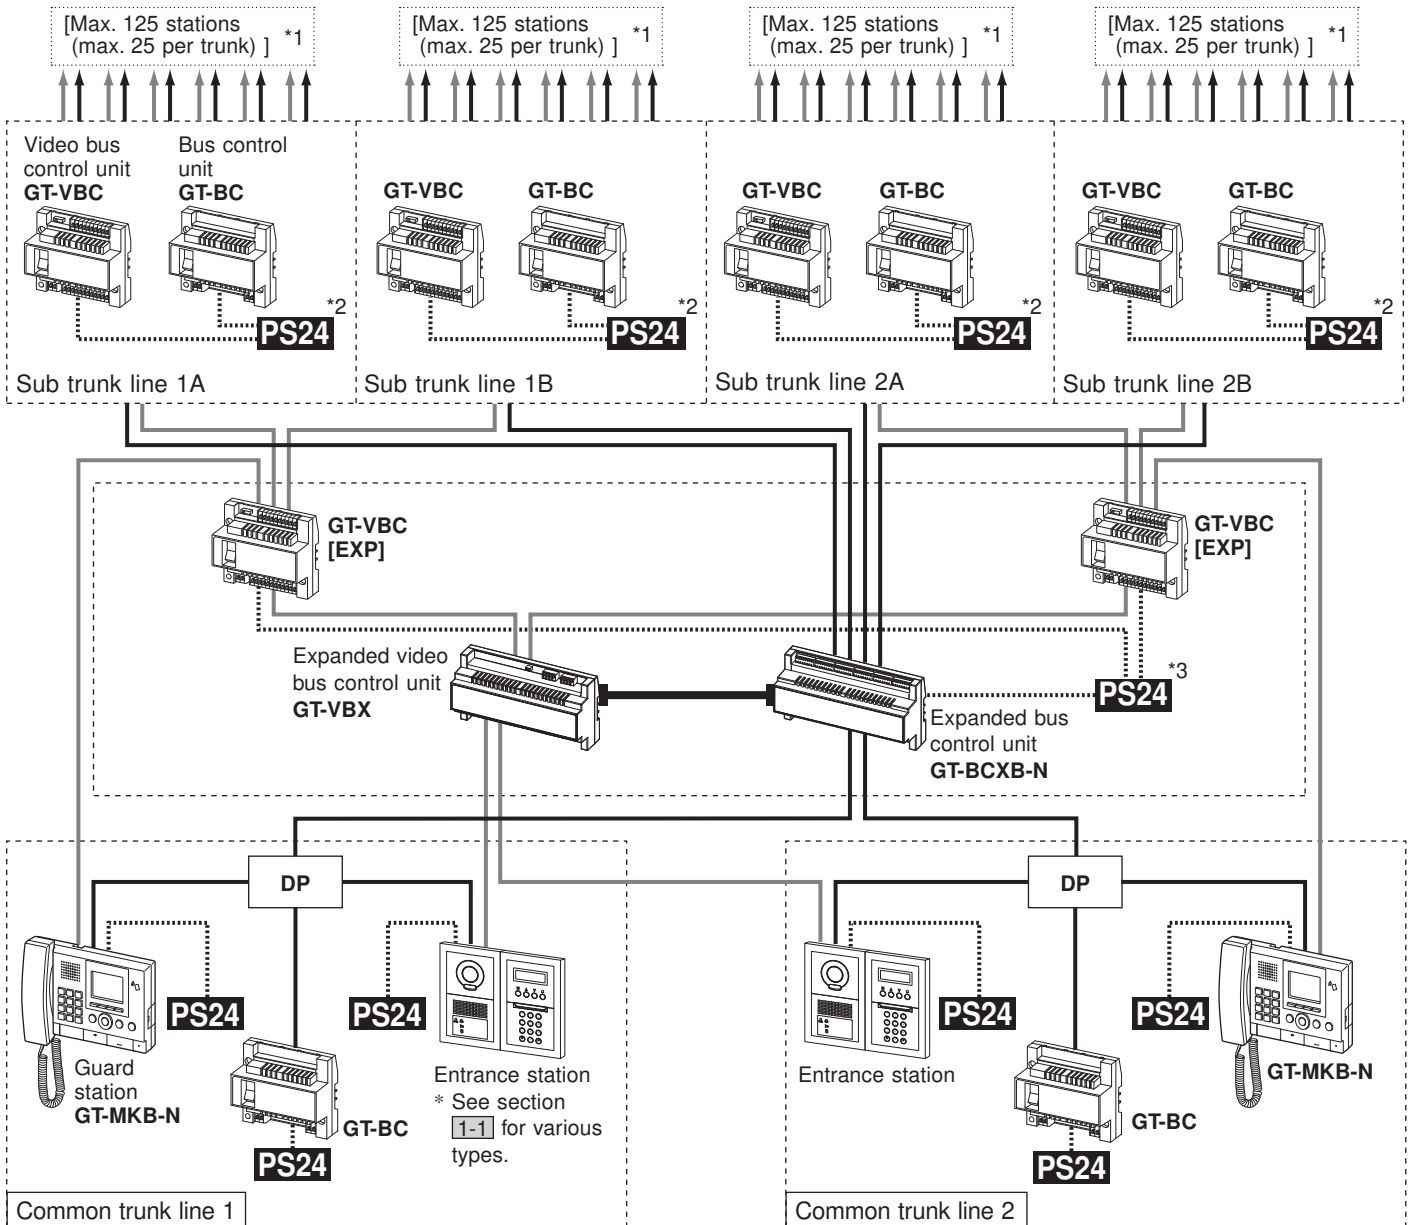 [Max. 125 stations
(max. 25 per trunk) ] *1
[Max. 125 stations
(max. 25 per trunk) ] *1
[Max. 125 stations
(max. 25 per trunk) ] *1
[Max. 125 stations
(max. 25 per trunk) ] *1
Video bus
control unit
GT-VBC
Bus control
unit
GT-BC
*2
PS24
Sub trunk line 1A
GT-VBC
GT-BC
*2
PS24
Sub trunk line 1B
GT-VBC
GT-BC
*2
PS24
Sub trunk line 2A
GT-VBC
GT-BC
*2
PS24
Sub trunk line 2B
GT-VBC
[EXP]
GT-VBC
[EXP]
Expanded video
bus control unit
GT-VBX
*3
PS24
Expanded bus
control unit
GT-BCXB-N
DP
PS24
PS24
Guard
station
GT-MKB-N
GT-BC
PS24
Entrance station
* See section
1-1 for various
types.
Common trunk line 1
DP
PS24
PS24
Entrance station
GT-MKB-N
GT-BC
PS24
Common trunk line 2